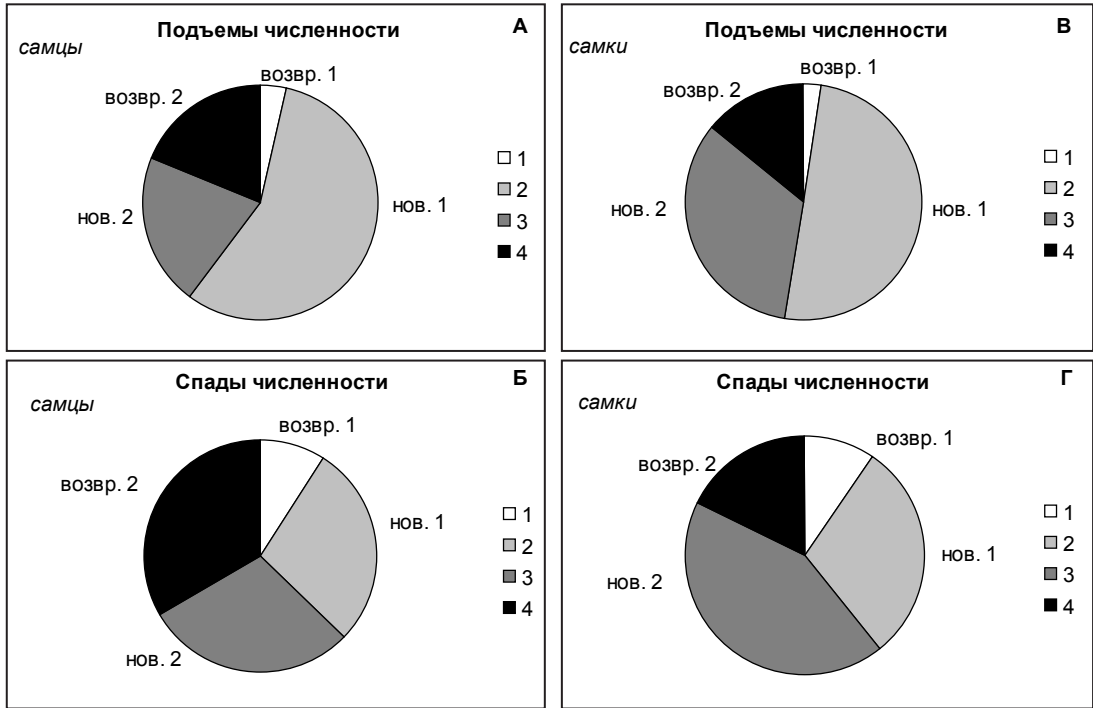 Подъемы численности
А
самцы
возвр. 1
возвр. 2
нов. 1
нов. 2
1
2
3
4
Подъемы численности
В
самки
возвр. 1
возвр. 2
нов. 1
нов. 2
1
2
3
4
Спады численности
Б
самцы
возвр. 1
возвр. 2
нов. 1
нов. 2
1
2
3
4
Спады численности
Г
самки
возвр. 1
возвр. 2
нов. 1
нов. 2
1
2
3
4